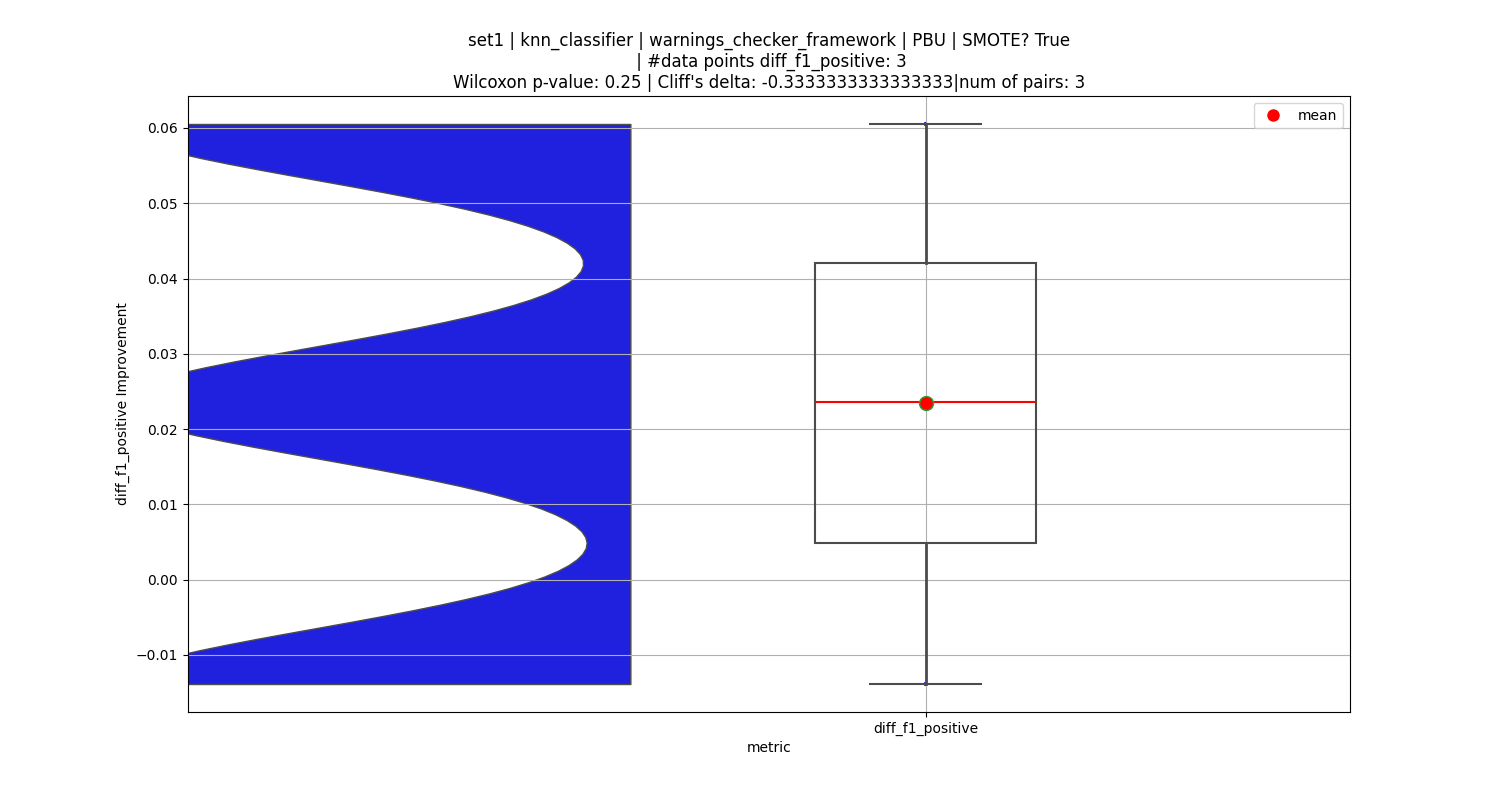 set1 | knn_classifier | warnings_checker_framework | PBU | SMOTE? True
| #data points diff_f1_positive: 3
Wilcoxon p-value: 0.25 | Cliff's delta: -0.3333333333333333|num of pairs: 3
mean
0.06
0.05
0.04
0.03
0.02
0.01
0.00
−0.01
diff_f1_positive Improvement
diff_f1_positive
metric